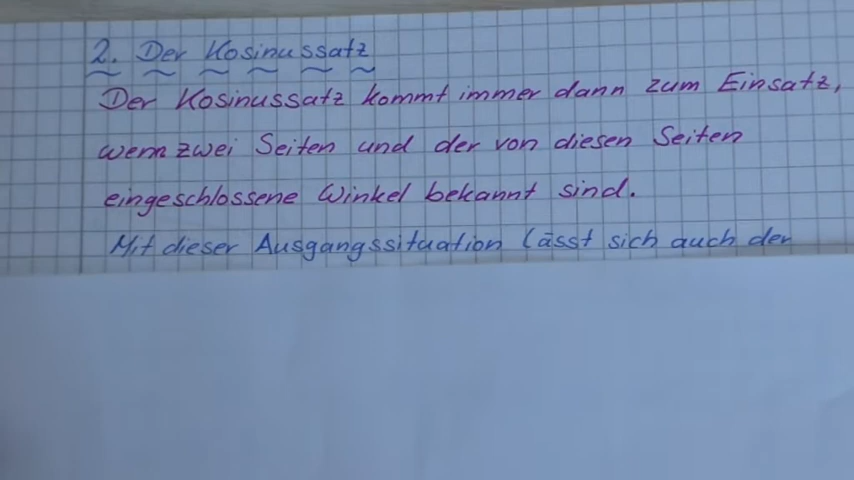 2. Der Kosinussatz
Der Kosinussatz kommt immer dann zum Einsatz,
wenn zwei Seiten und der von diesen Seiten
eingeschlossene Winkel bekannt sind.
Mit dieser Ausgangssituation lässt sich auch der